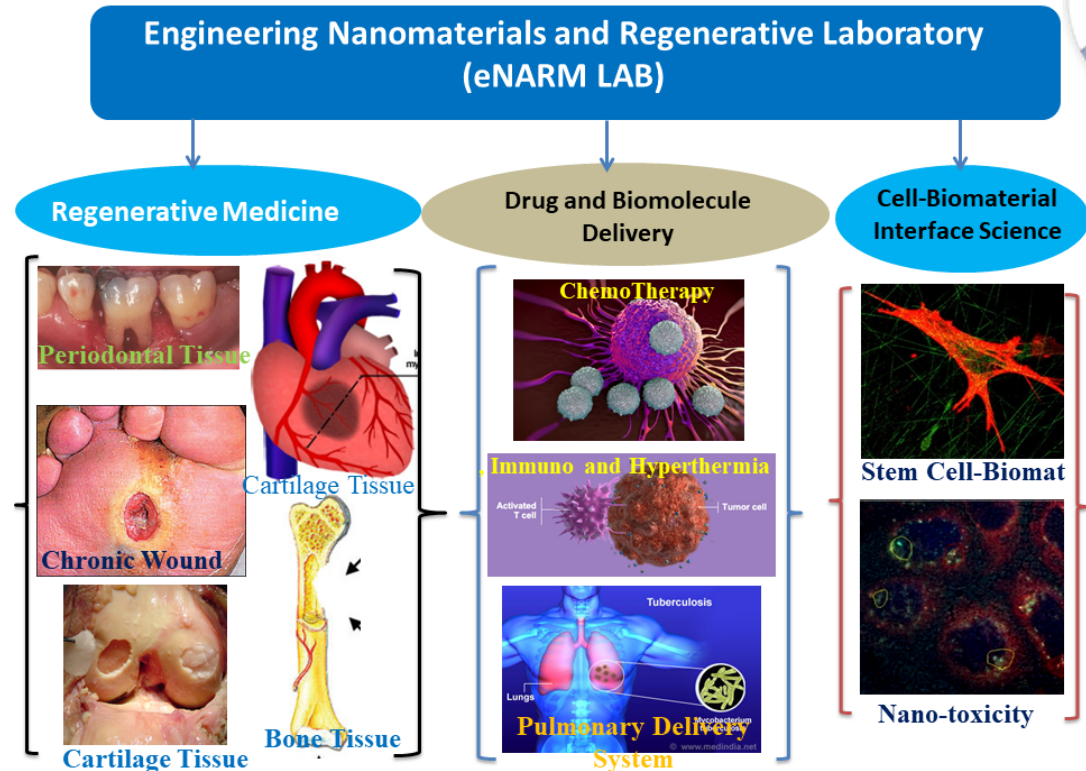 Engineering Nanomaterials and Regenerative Laboratory
(eNARM LAB)
Regenerative Medicine
Drug and Biomolecule
Delivery
Cell-Biomaterial
Interface Science
Periodontal Tissue
Cartilage Tissue
Chronic Wound
Cartilage Tissue
Bone Tissue
ChemoTherapy
, Immuno and Hyperthermia
Activated
T cell
Tumor cell
Tuberculosis
Lungs
Mycobacterium
Pulmonary Delivery
System
© www.medindia.net
Stem Cell-Biomat
Nano-toxicity